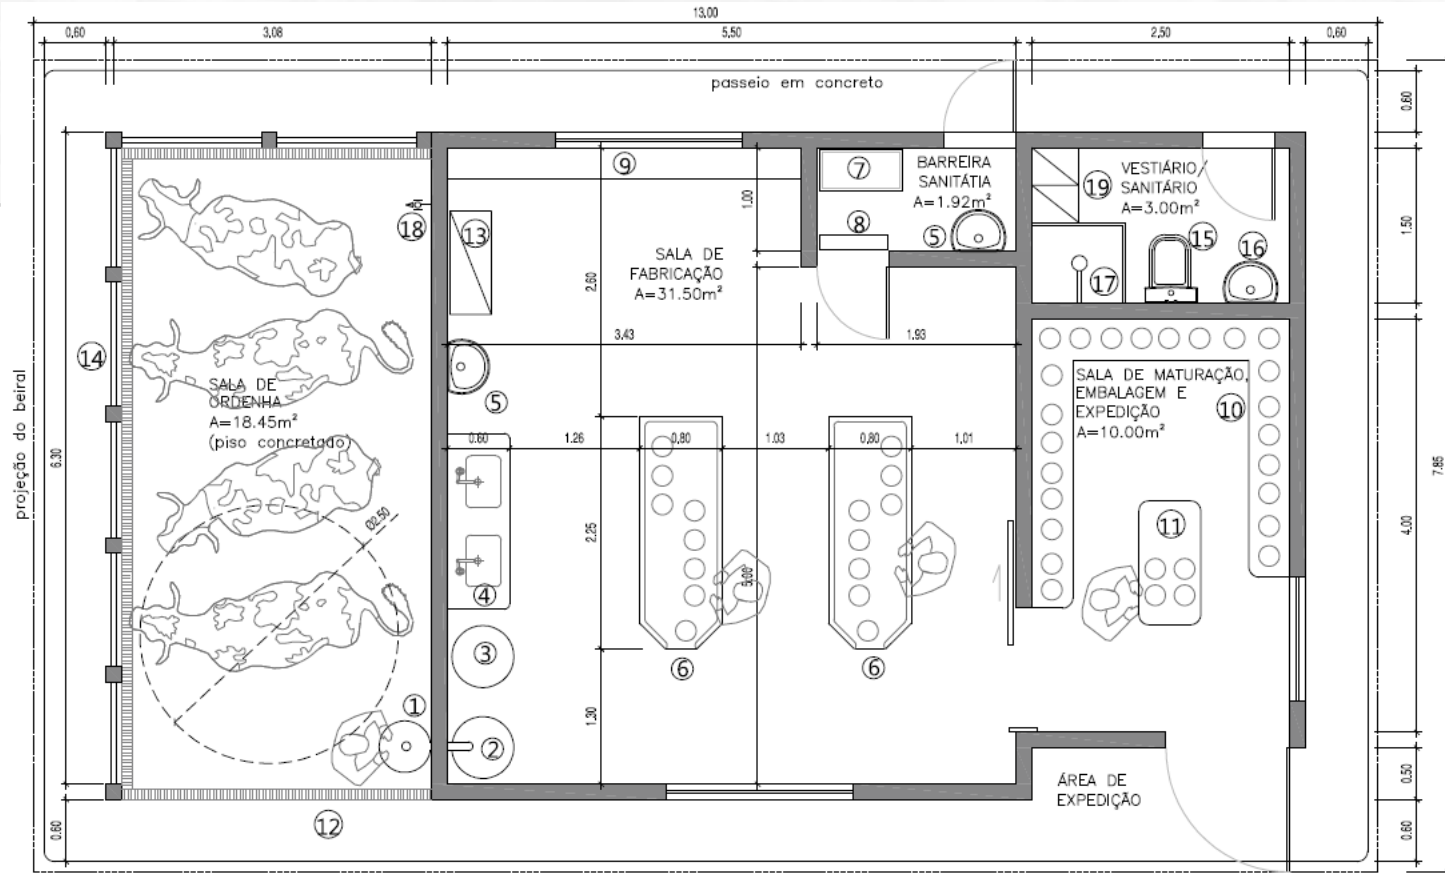 13.00
0.60
3.08
5.50
2.50
0.60
passeio em concreto
0.60
9
7
BARREIRA
SANITÁTIA
A=1.92m²
8
5
VESTIÁRIO/
SANITÁRIO
A=3.00m²
19
15
16
17
1.50
1.00
18
13
SALA DE
FABRICAÇÃO
A=31.50m²
2.60
3.43
1.93
14
5
SALA DE
ORDENHA
A=18.45m²
(piso concretado)
SALA DE MATURAÇÃO,
EMBALAGEM E
EXPEDIÇÃO
A=10.00m²
10
projeção do beiral
6.30
0.60
1.26
0.80
1.03
0.80
1.01
7.85
Ø2.50
2.25
5.00
11
4.00
4
3
6
6
1
2
1.30
ÁREA DE
EXPEDIÇÃO
0.50
12
0.60
0.60